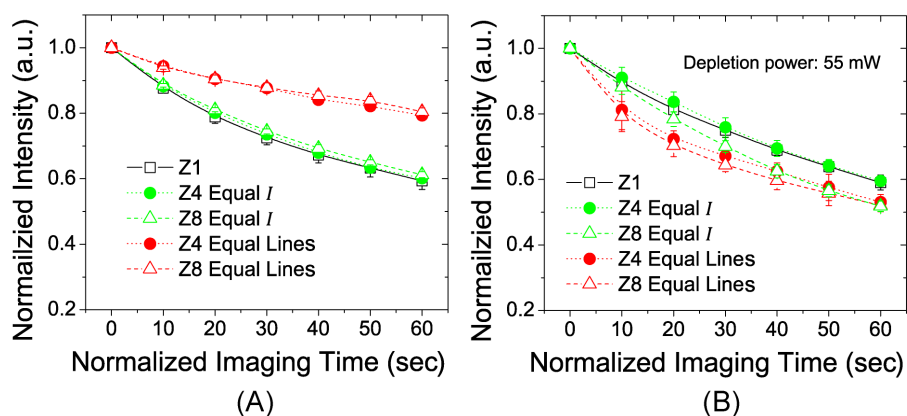 Normailzied Intensity (a.u.)
1.0
0.8
0.6
0.4
0.2
Z1
Z4 Equal I
Z8 Equal I
Z4 Equal Lines
Z8 Equal Lines
0 10 20 30 40 50 60
Normalized Imaging Time (sec)
(A)
Normailzied Intensity (a.u.)
1.0
0.8
0.6
0.4
0.2
Depletion power: 55 mW
Z1
Z4 Equal I
Z8 Equal I
Z4 Equal Lines
Z8 Equal Lines
0 10 20 30 40 50 60
Normalized Imaging Time (sec)
(B)